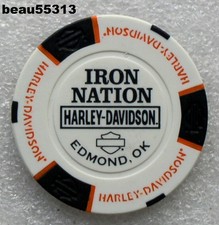 beau55313
IRON
NATION
HARLEY-DAVIDSON.
EDMOND, OK
HARLEY-DAVIDSON®
HARLEY-DAVIDSON®
HARLEY-DAVIDSON®